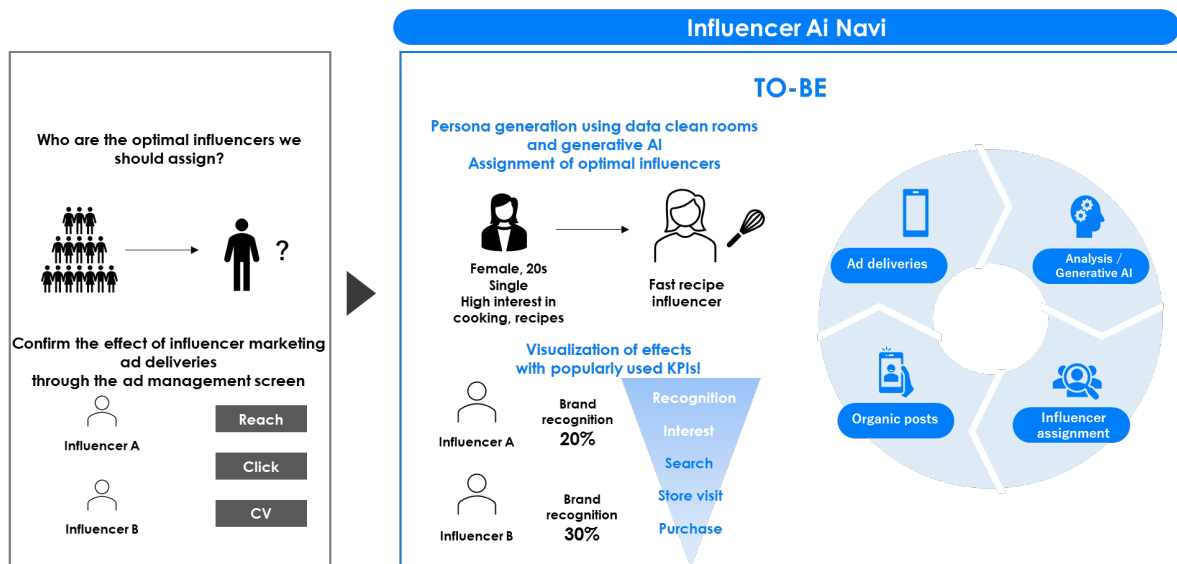 Influencer Ai Navi
Who are the optimal influencers we
should assign?
?
Confirm the effect of influencer marketing
ad deliveries
through the ad management screen
Influencer A
Influencer B
Reach
Click
CV
TO-BE
Persona generation using data clean rooms
and generative AI
Assignment of optimal influencers
Female, 20s
Single
High interest in
cooking, recipes
Fast recipe
influencer
Visualization of effects
with popularly used KPIs!
Influencer A
Brand
recognition
20%
Influencer B
Brand
recognition
30%
Recognition
Interest
Search
Store visit
Purchase
Ad deliveries
Analysis /
Generative AI
Organic posts
Influencer
assignment